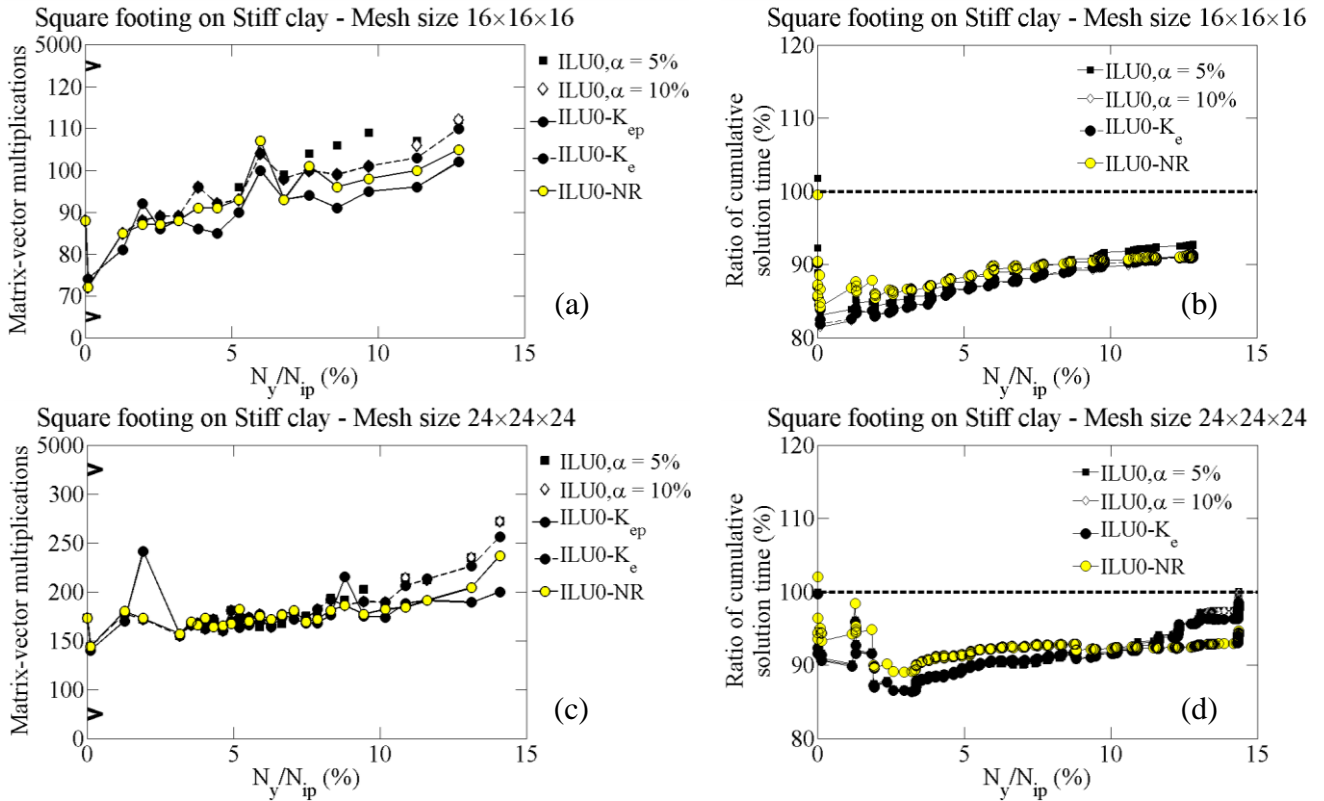 Square footing on Stiff clay - Mesh size 16×16×16
Matrix-vector multiplications
5000
120
110
100
90
80
70
0
0
5
10
15
N_y/N_ip (%)
ILU0,α = 5%
ILU0,α = 10%
ILU0-K_ep
ILU0-K_e
ILU0-NR
(a)
Square footing on Stiff clay - Mesh size 16×16×16
Ratio of cumulative
solution time (%)
120
110
100
90
80
0
5
10
15
N_y/N_ip (%)
ILU0,α = 5%
ILU0,α = 10%
ILU0-K_e
ILU0-NR
(b)
Square footing on Stiff clay - Mesh size 24×24×24
Matrix-vector multiplications
5000
300
250
200
150
100
0
0
5
10
15
N_y/N_ip (%)
ILU0,α = 5%
ILU0,α = 10%
ILU0-K_ep
ILU0-K_e
ILU0-NR
(c)
Square footing on Stiff clay - Mesh size 24×24×24
Ratio of cumulative
solution time (%)
120
110
100
90
80
0
5
10
15
N_y/N_ip (%)
ILU0,α = 5%
ILU0,α = 10%
ILU0-K_e
ILU0-NR
(d)